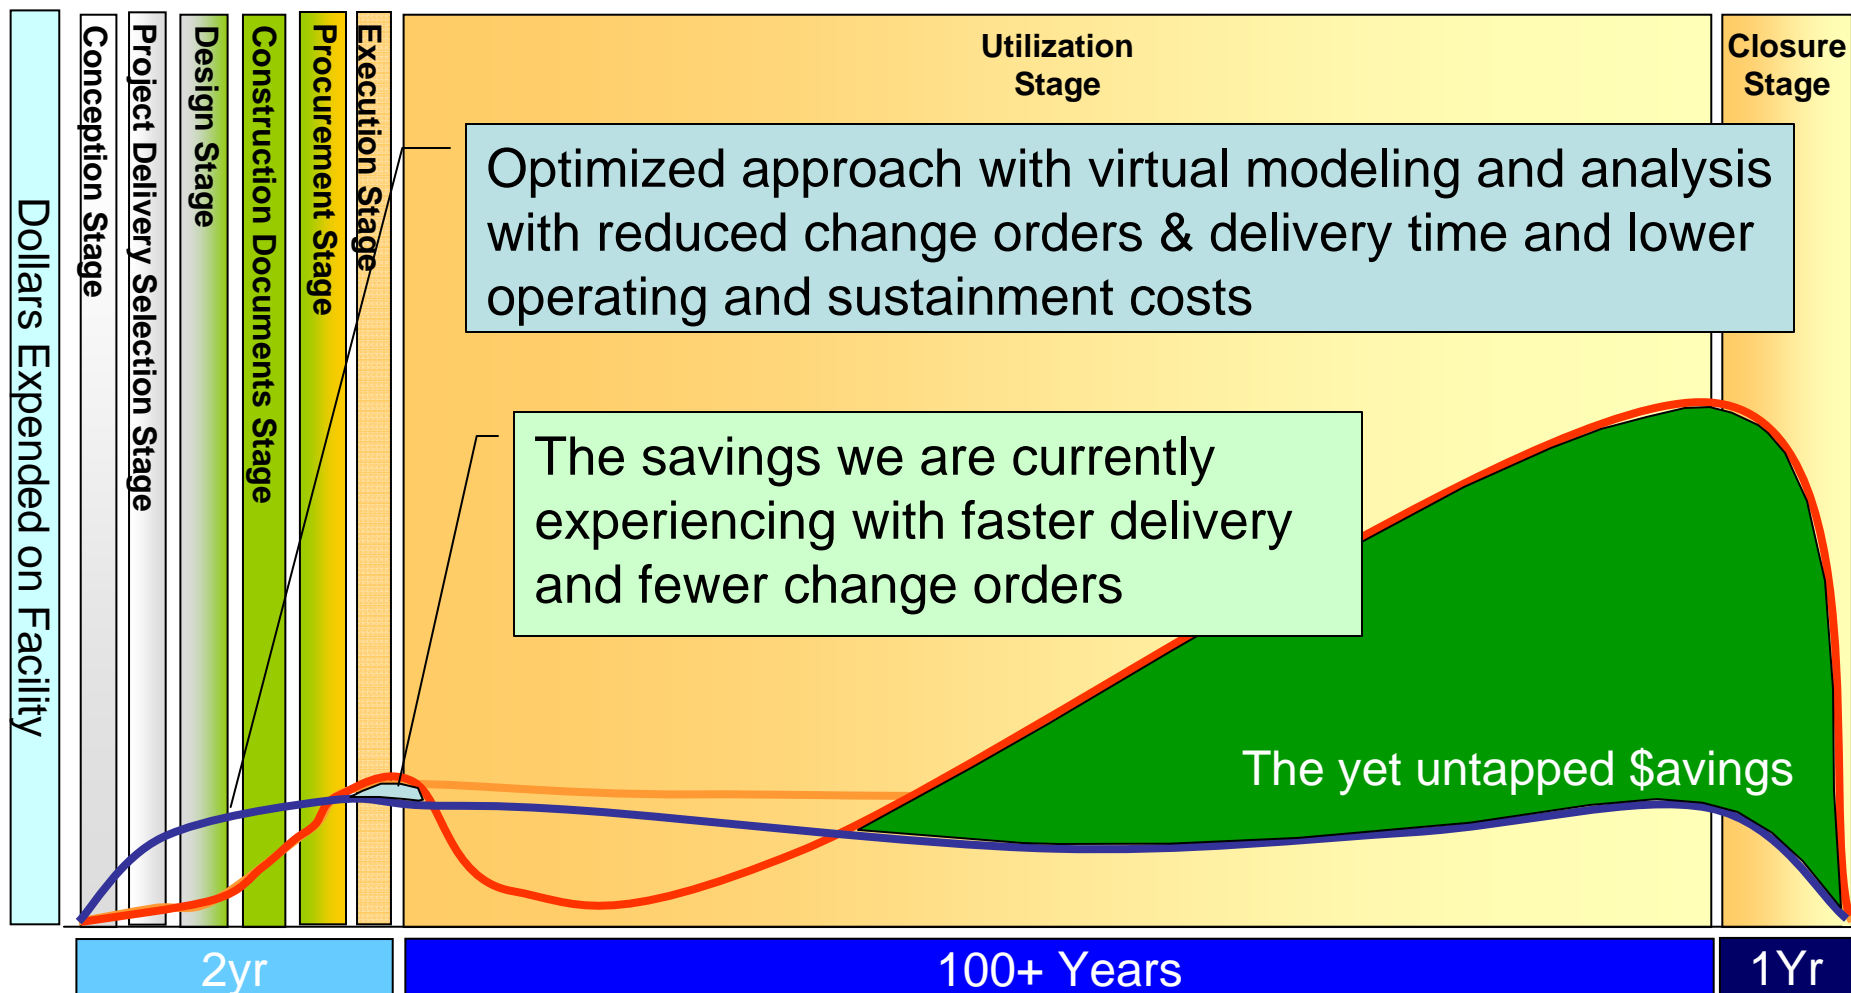 Dollars Expended on Facility
Conception Stage
Project Delivery Selection Stage
Design Stage
Construction Documents Stage
Procurement Stage
Execution Stage
Utilization
Stage
Closure
Stage
Optimized approach with virtual modeling and analysis
with reduced change orders & delivery time and lower
operating and sustainment costs
The savings we are currently
experiencing with faster delivery
and fewer change orders
The yet untapped $avings
2yr
100+ Years
1Yr